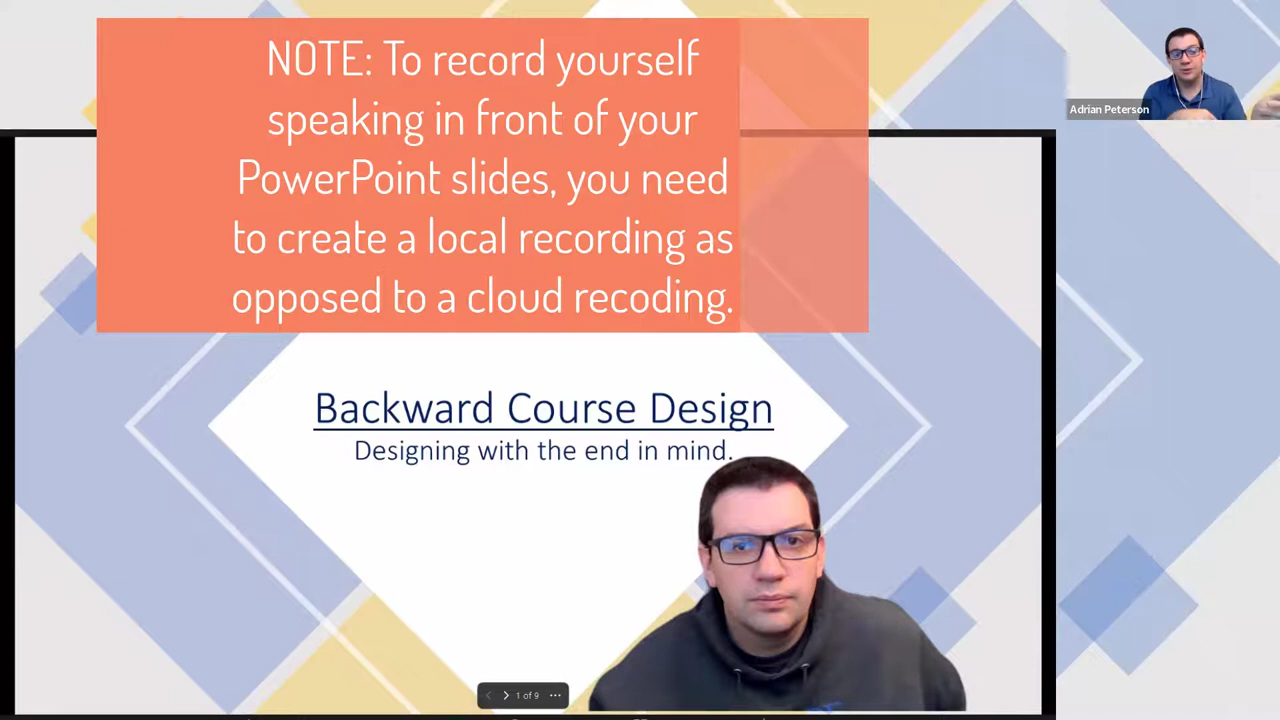 NOTE: To record yourself
speaking in front of your
PowerPoint slides, you need
to create a local recording as
opposed to a cloud recoding.
Adrian Peterson
Backward Course Design
Designing with the end in mind.
1 of 9